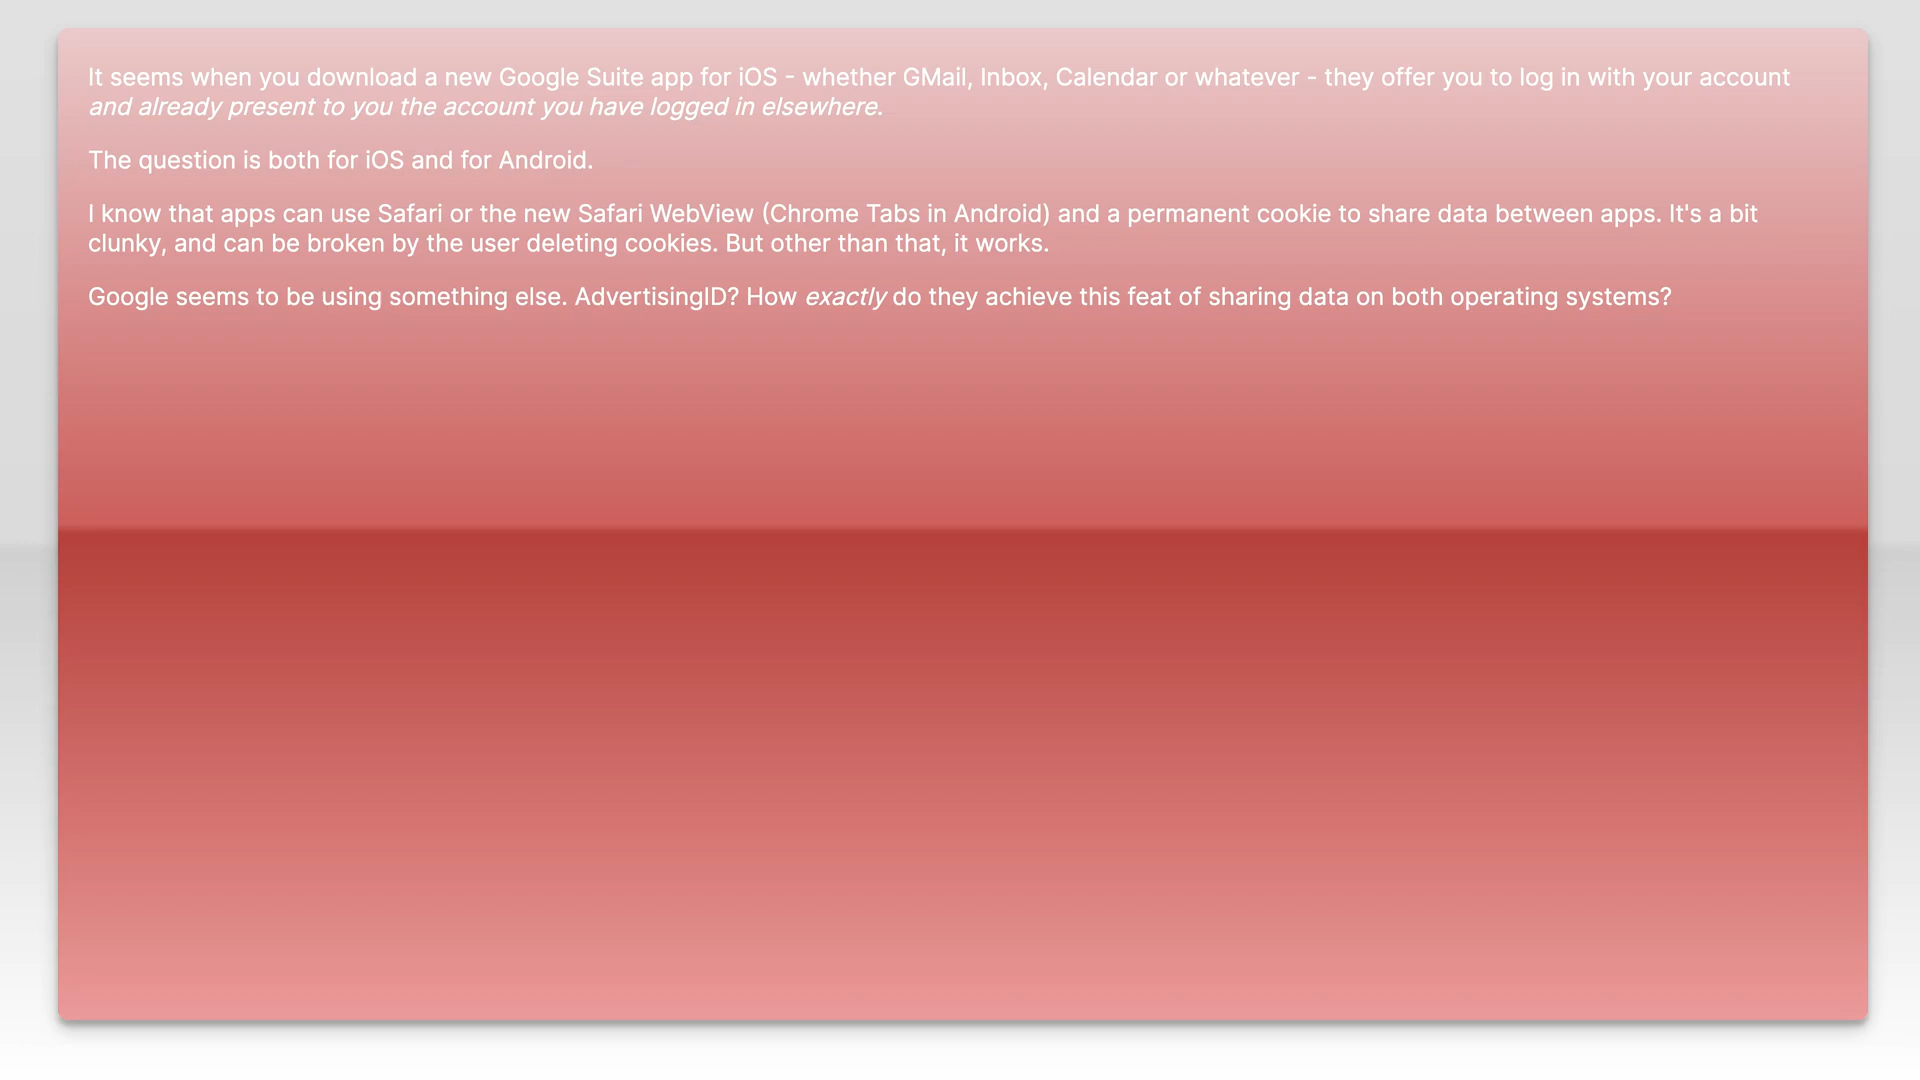 It seems when you download a new Google Suite app for iOS - whether GMail, Inbox, Calendar or whatever - they offer you to log in with your account
and already present to you the account you have logged in elsewhere.
The question is both for iOS and for Android.
I know that apps can use Safari or the new Safari WebView (Chrome Tabs in Android) and a permanent cookie to share data between apps. It's a bit
clunky, and can be broken by the user deleting cookies. But other than that, it works.
Google seems to be using something else. AdvertisingID? How exactly do they achieve this feat of sharing data on both operating systems?